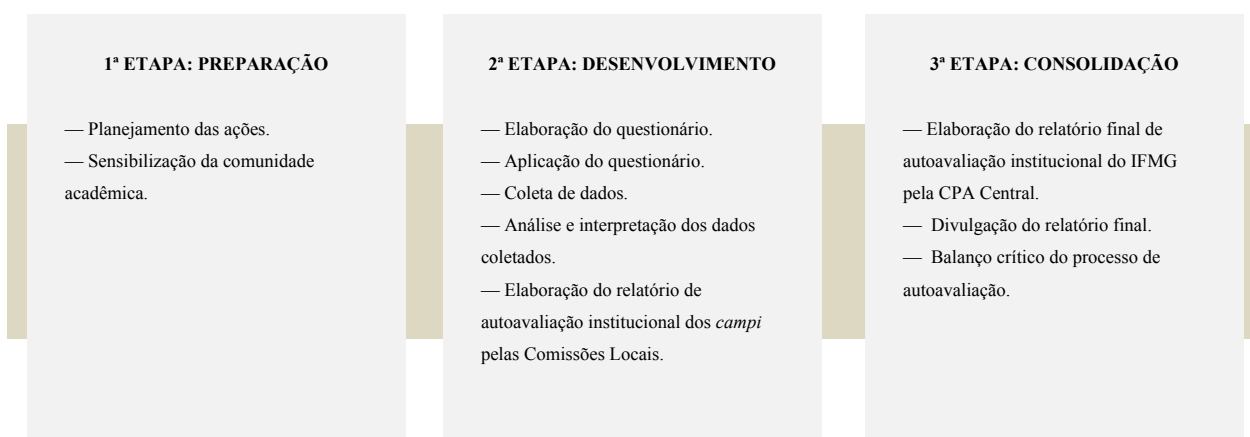 1ª ETAPA: PREPARAÇÃO
— Planejamento das ações.
— Sensibilização da comunidade
acadêmica.
2ª ETAPA: DESENVOLVIMENTO
— Elaboração do questionário.
— Aplicação do questionário.
— Coleta de dados.
— Análise e interpretação dos dados
coletados.
— Elaboração do relatório de
autoavaliação institucional dos campi
pelas Comissões Locais.
3ª ETAPA: CONSOLIDAÇÃO
— Elaboração do relatório final de
autoavaliação institucional do IFMG
pela CPA Central.
— Divulgação do relatório final.
— Balanço crítico do processo de
autoavaliação.